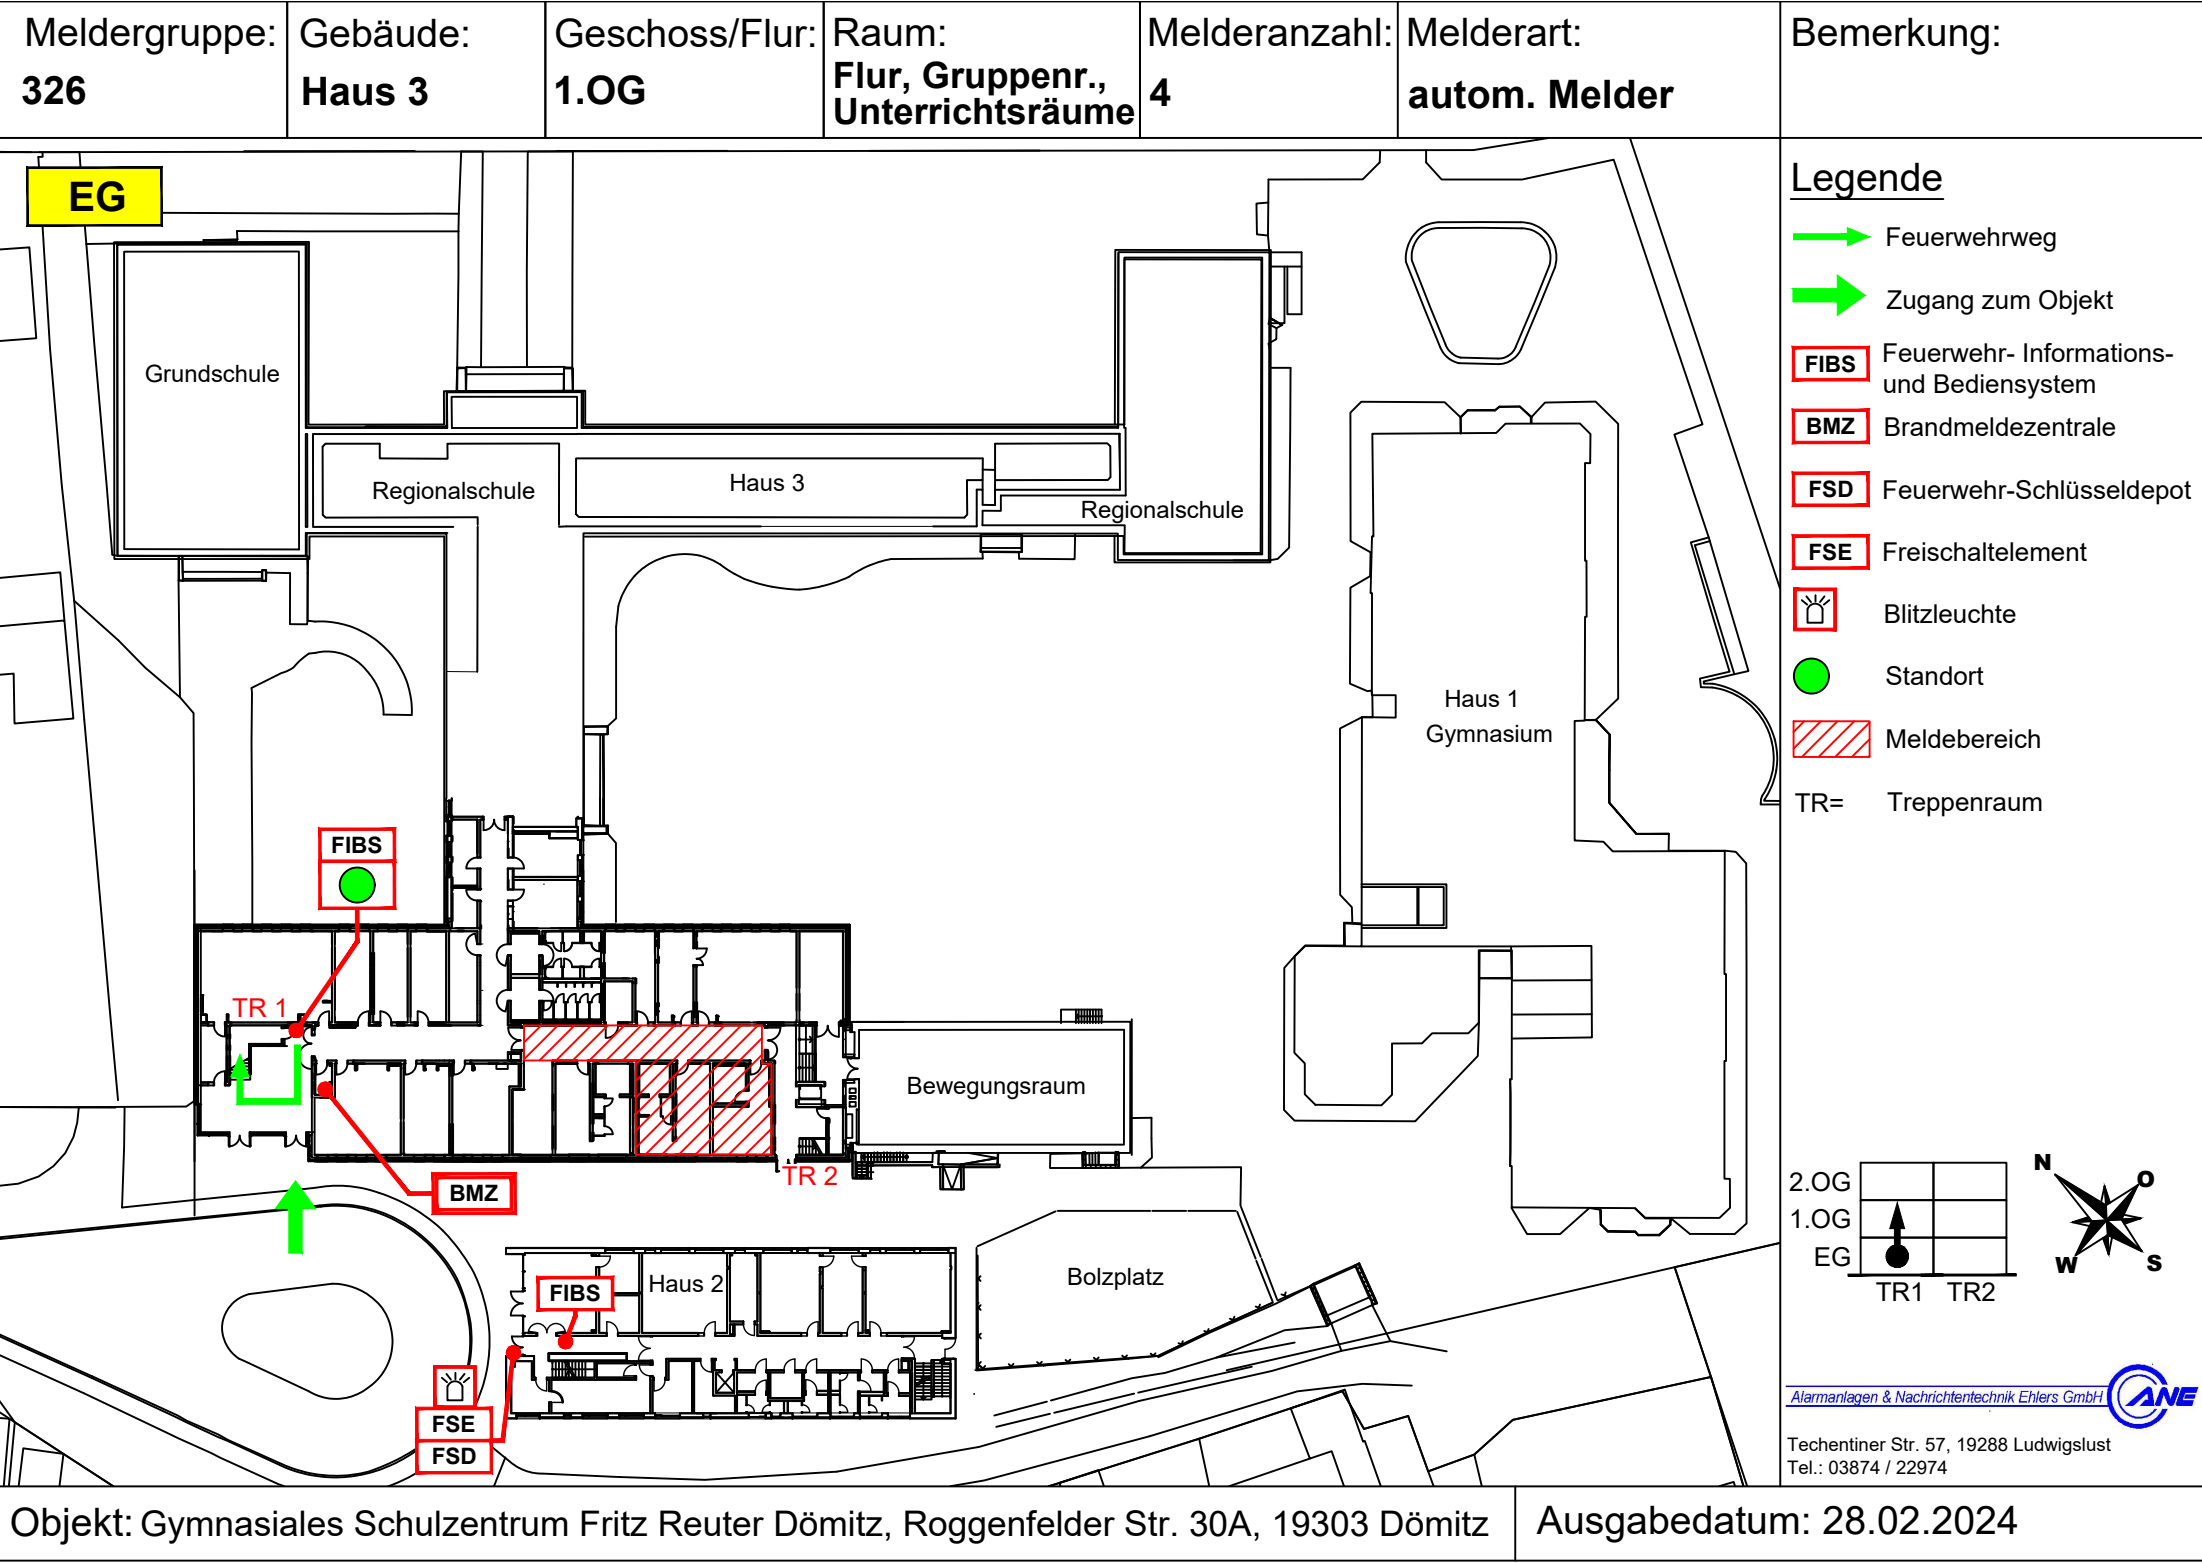 Meldergruppe:
326
Gebäude:
Haus 3
Geschoss/Flur:
1.OG
Raum:
Flur, Gruppenr.,
Unterrichtsräume
Melderanzahl:
4
Melderart:
autom. Melder
Bemerkung:
EG
Grundschule
Regionalschule
Haus 3
Regionalschule
Haus 1
Gymnasium
FIBS
TR 1
Bewegungsraum
TR 2
BMZ
Haus 2
FIBS
Bolzplatz
FSE
FSD
Legende
Feuerwehrweg
Zugang zum Objekt
FIBS Feuerwehr- Informations-
und Bediensystem
BMZ Brandmeldezentrale
FSD Feuerwehr-Schlüsseldepot
FSE Freischaltelement
Blitzleuchte
Standort
Meldebereich
TR= Treppenraum
2.OG
1.OG
EG
TR1 TR2
N
O
W
S
Alarmanlagen & Nachrichtentechnik Ehlers GmbH
ANE
Techentiner Str. 57, 19288 Ludwigslust
Tel.: 03874 / 22974
Objekt: Gymnasiales Schulzentrum Fritz Reuter Dömitz, Roggenfelder Str. 30A, 19303 Dömitz
Ausgabedatum: 28.02.2024